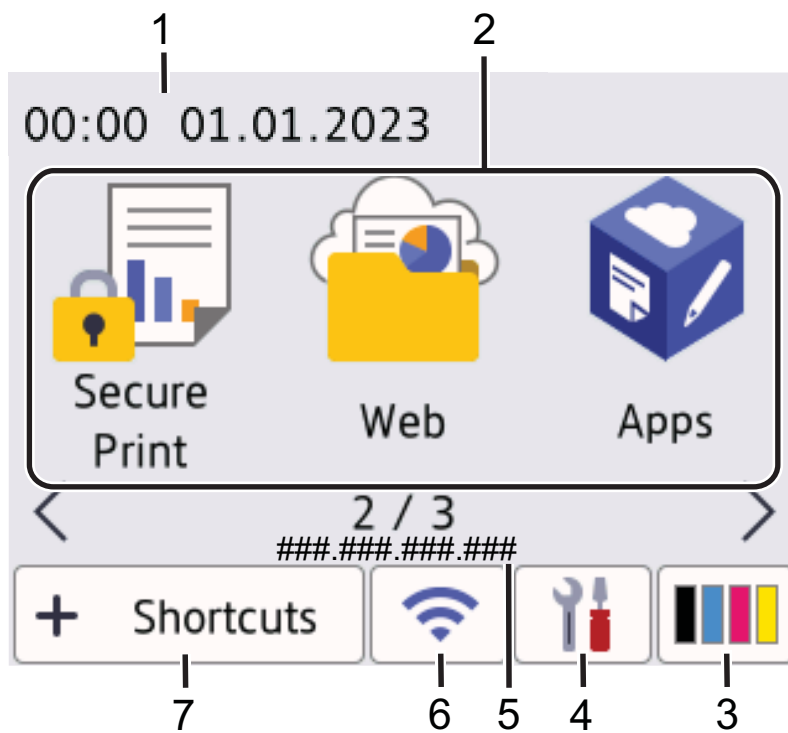 1 2
00:00 01.01.2023
Secure
Print
Web
Apps
< 2 / 3 >
###.###.###.###
+ Shortcuts
7 6 5 4 3